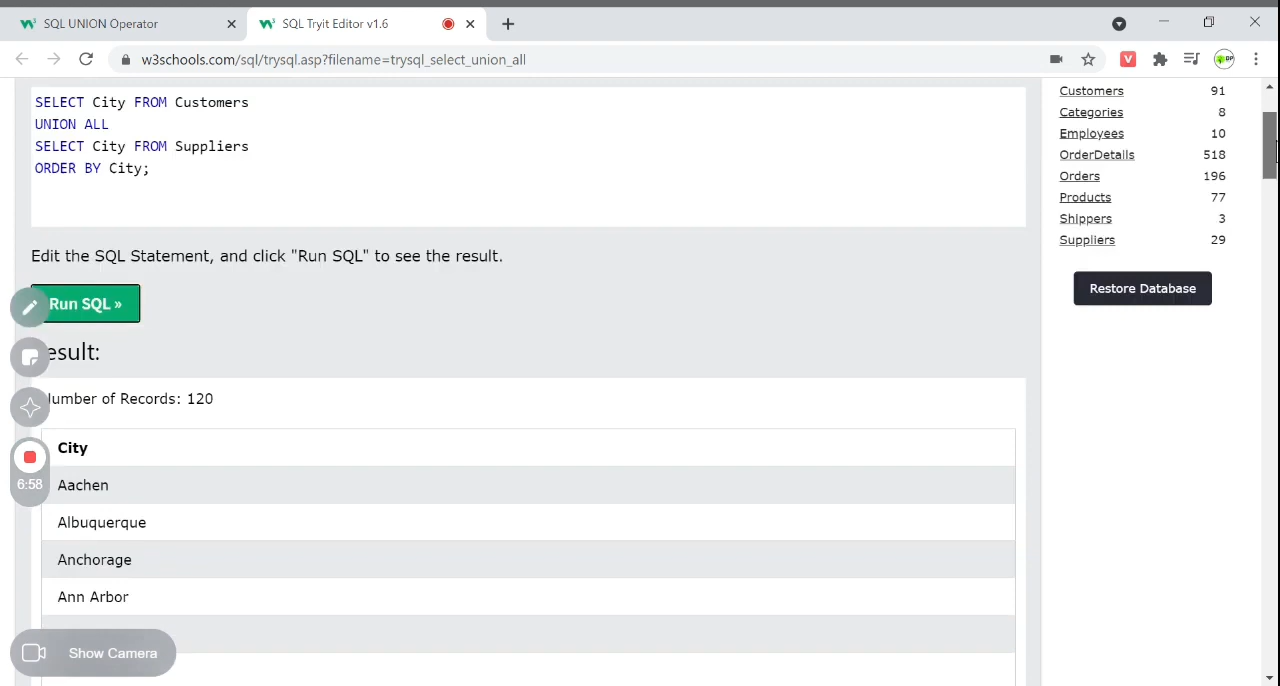 SQL UNION Operator
SQL Tryit Editor v1.6
w3schools.com/sql/trysql.asp?filename=trysql_select_union_all
SELECT City FROM Customers
UNION ALL
SELECT City FROM Suppliers
ORDER BY City;
Edit the SQL Statement, and click "Run SQL" to see the result.
Run SQL »
esult:
umber of Records: 120
City
Aachen
Albuquerque
Anchorage
Ann Arbor
6:58
Show Camera
Customers 91
Categories 8
Employees 10
OrderDetails 518
Orders 196
Products 77
Shippers 3
Suppliers 29
Restore Database